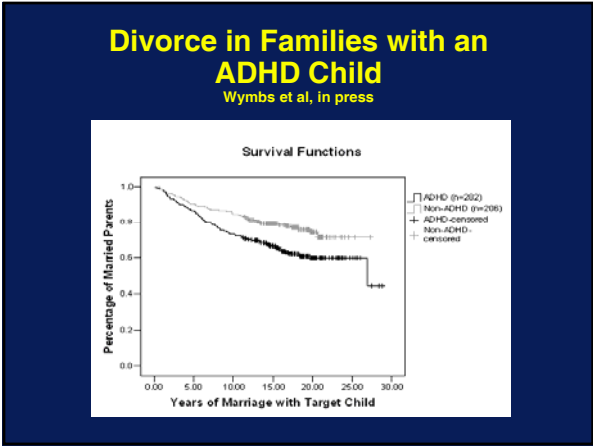 Divorce in Families with an
ADHD Child
Wymbs et al, in press
Survival Functions
ADHD (n=282)
Non-ADHD (n=206)
ADHD-censored
Non-ADHD-
censored
Percentage of Married Parents
1.0
0.8
0.6
0.4
0.2
0.0
0.00 5.00 10.00 15.00 20.00 25.00 30.00
Years of Marriage with Target Child